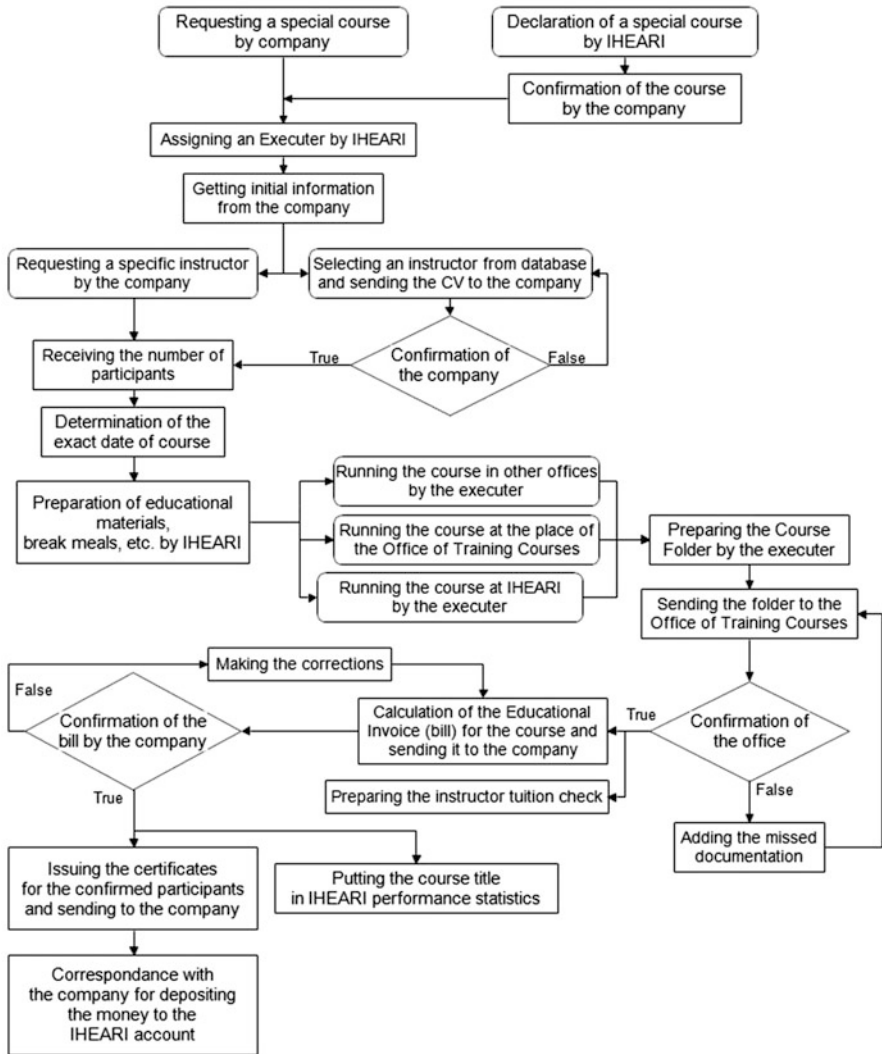 Requesting a special course
by company
Declaration of a special course
by IHEARI
Confirmation of the course
by the company
Assigning an Executer by IHEARI
Getting initial information
from the company
Requesting a specific instructor
by the company
Selecting an instructor from database
and sending the CV to the company
Receiving the number of
participants
True
Confirmation of
the company
False
Determination of the
exact date of course
Preparation of educational
materials,
break meals, etc. by IHEARI
Running the course in other offices
by the executer
Running the course at the place of
the Office of Training Courses
Running the course at IHEARI
by the executer
Preparing the Course
Folder by the executer
Sending the folder to the
Office of Training Courses
Making the corrections
False
Confirmation of the
bill by the company
Calculation of the Educational
Invoice (bill) for the course and
sending it to the company
True
Confirmation of
the office
True
Preparing the instructor tuition check
False
Adding the missed
documentation
Issuing the certificates
for the confirmed participants
and sending to the company
Putting the course title
in IHEARI performance statistics
Correspondance with
the company for depositing
the money to the
IHEARI account